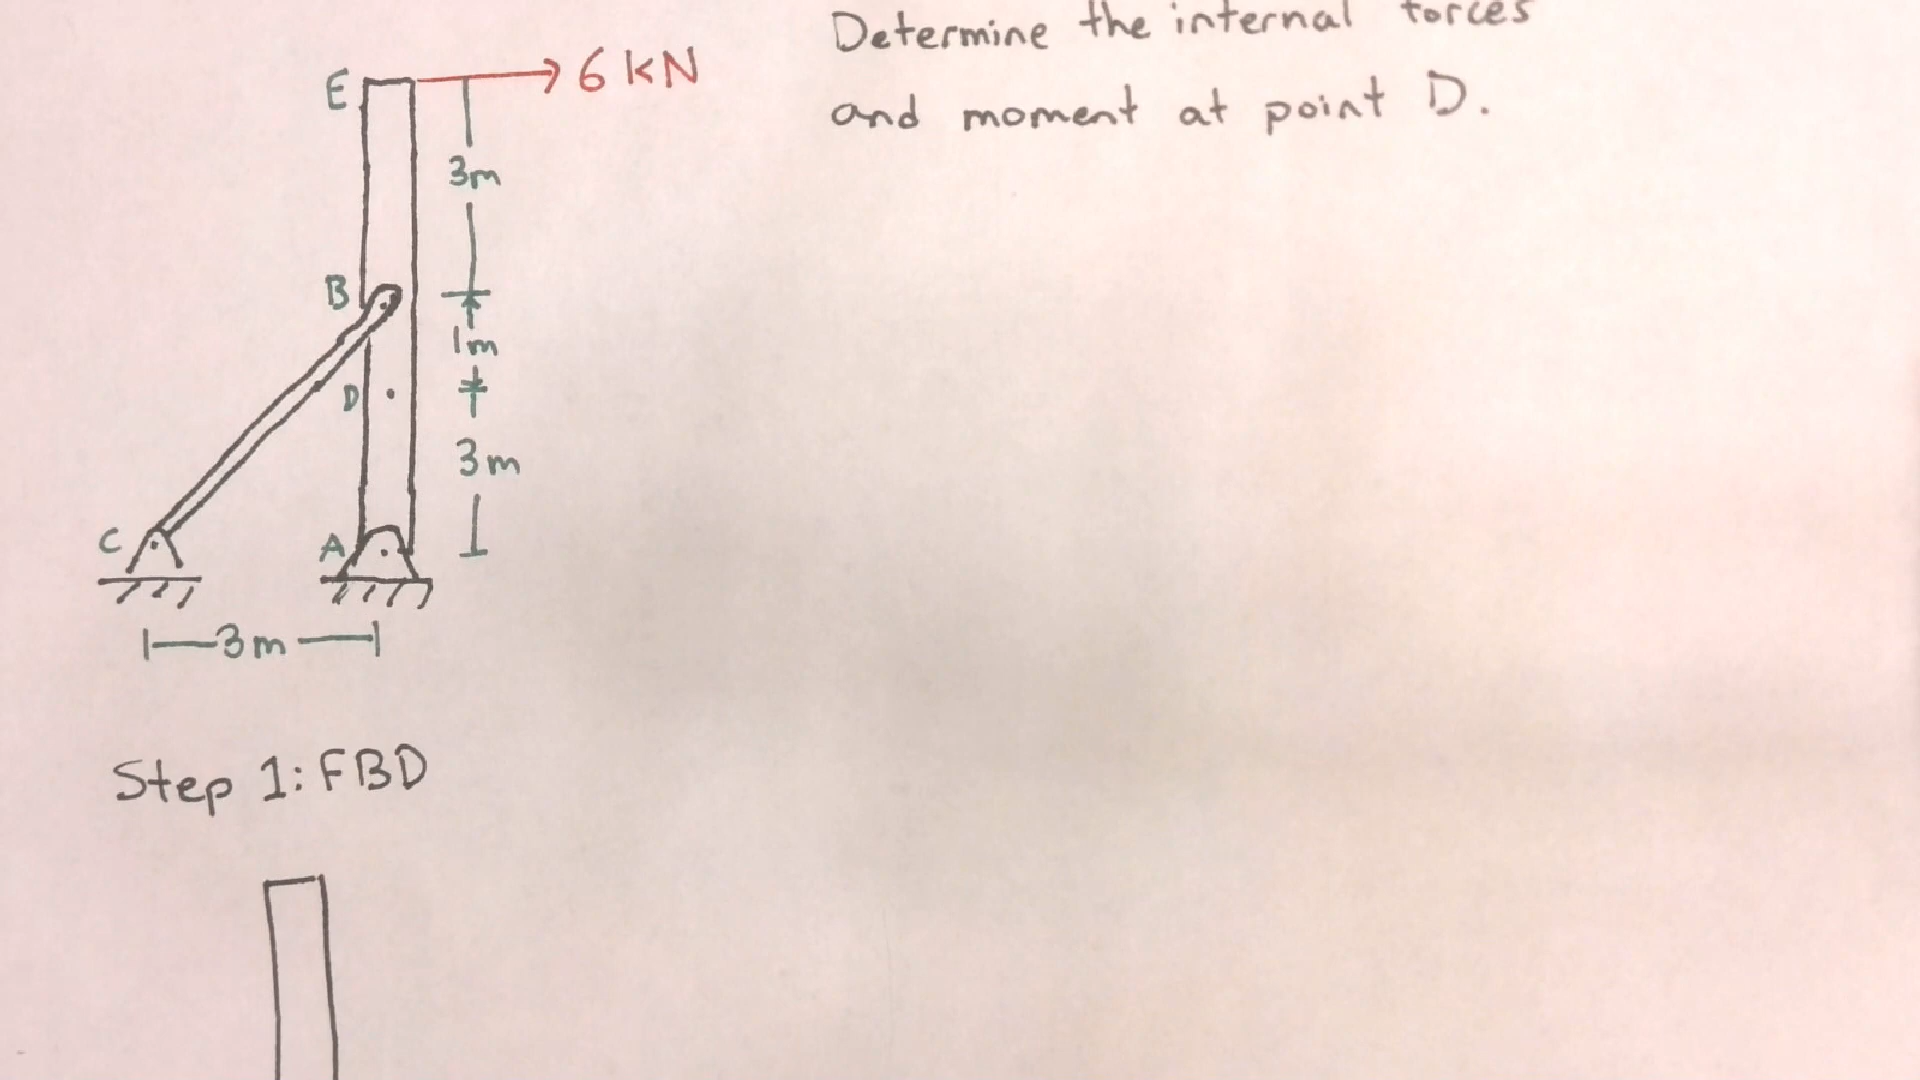 Determine the internal forces
and moment at point D.
E
6 kN
3m
B
1m
D
3m
C
A
3m
Step 1: FBD